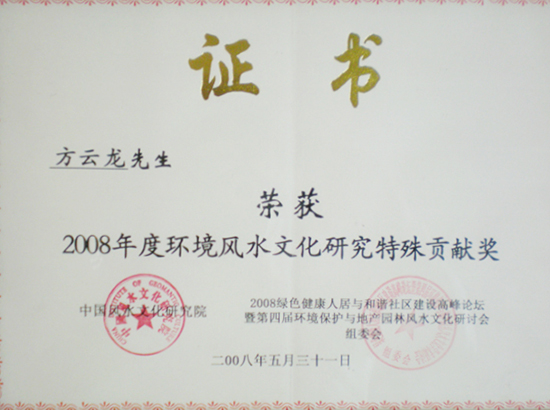 证书
方云龙先生
荣获
2008年度环境风水文化研究特殊贡献奖
中国风水文化研究院
2008绿色健康人居与和谐社区建设高峰论坛
暨第四届环境保护与地产园林风水文化研讨会
组委会
二00八年五月三十一日